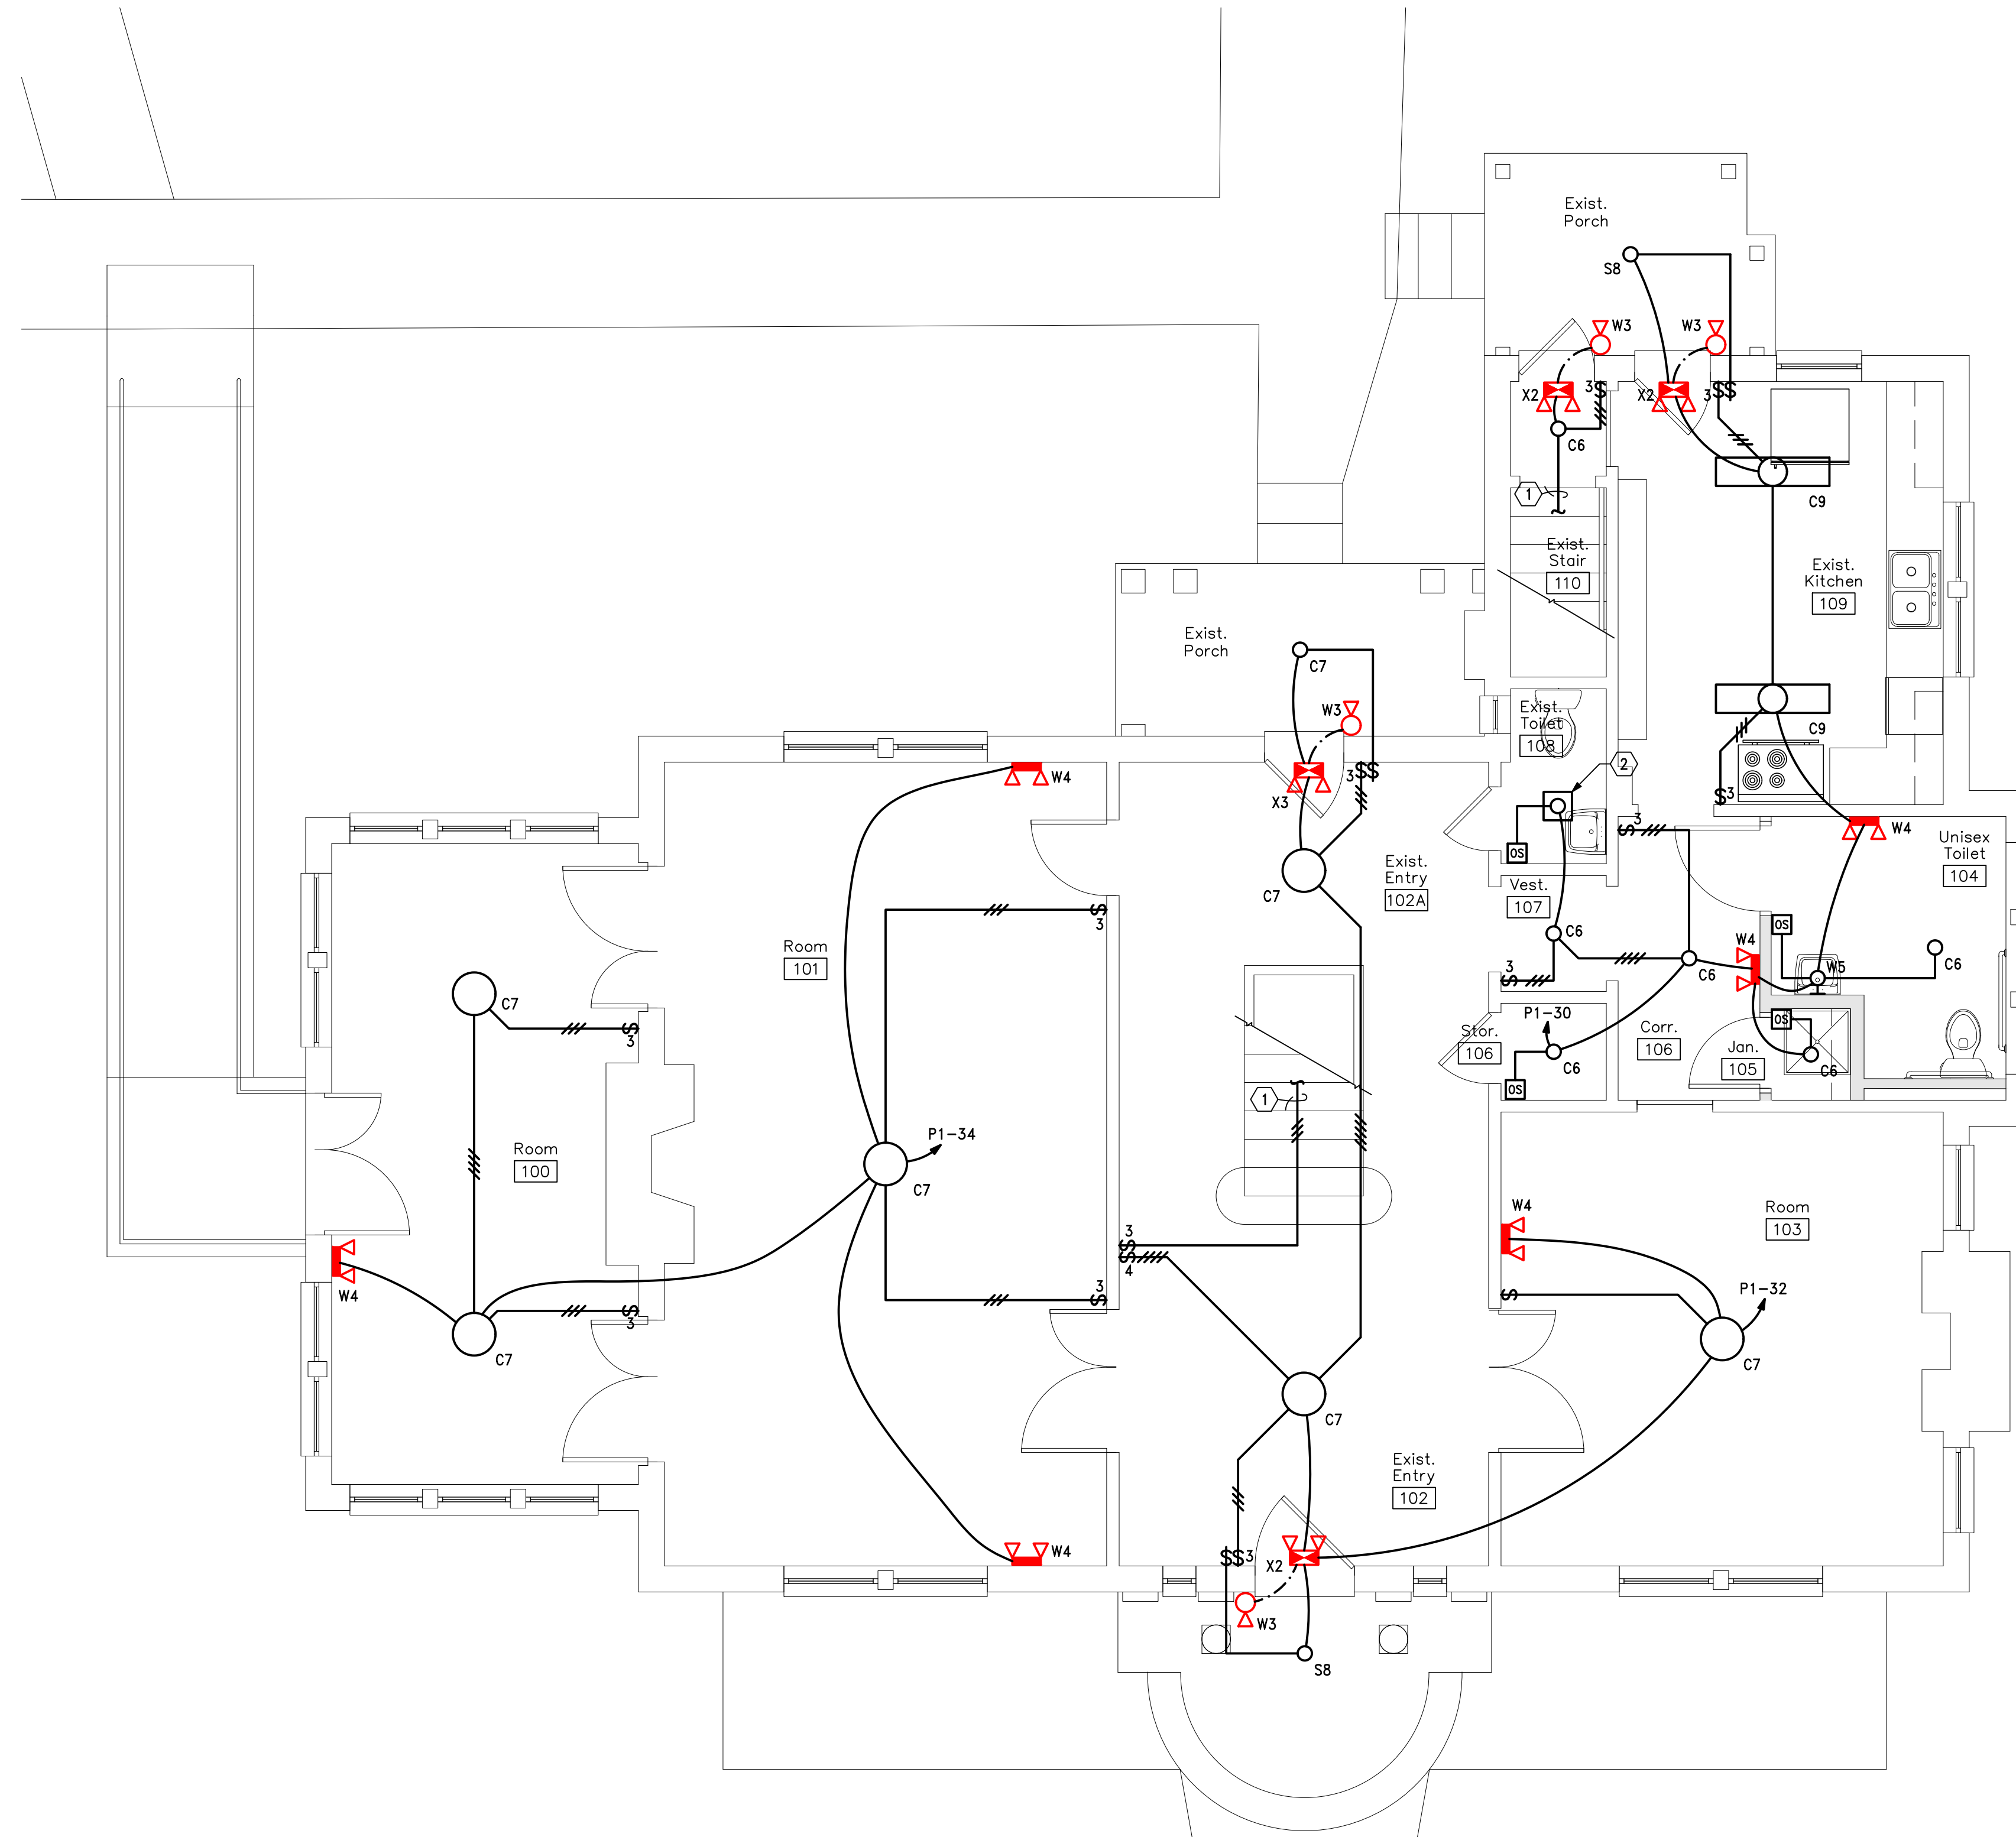 Exist.
Porch
S8
W3
W3
X2
3
X2
3
C6
C9
1
Exist.
Stair
110
Exist.
Kitchen
109
Exist.
Porch
C7
W3
Exist.
Toilet
108
C9
2
3
X3
3
W4
W4
3
OS
C7
Exist.
Entry
102A
Unisex
Toilet
104
Vest.
107
3
OS
C6
W4
Room
101
C6
C6
W5
3
C7
P1-30
OS
3
Stor.
106
Corr.
106
Jan.
105
C6
C6
OS
1
P1-34
Room
100
C7
W4
Room
103
3
4
W4
3
P1-32
3
C7
C7
C7
Exist.
Entry
102
W4
3
X2
W3
S8